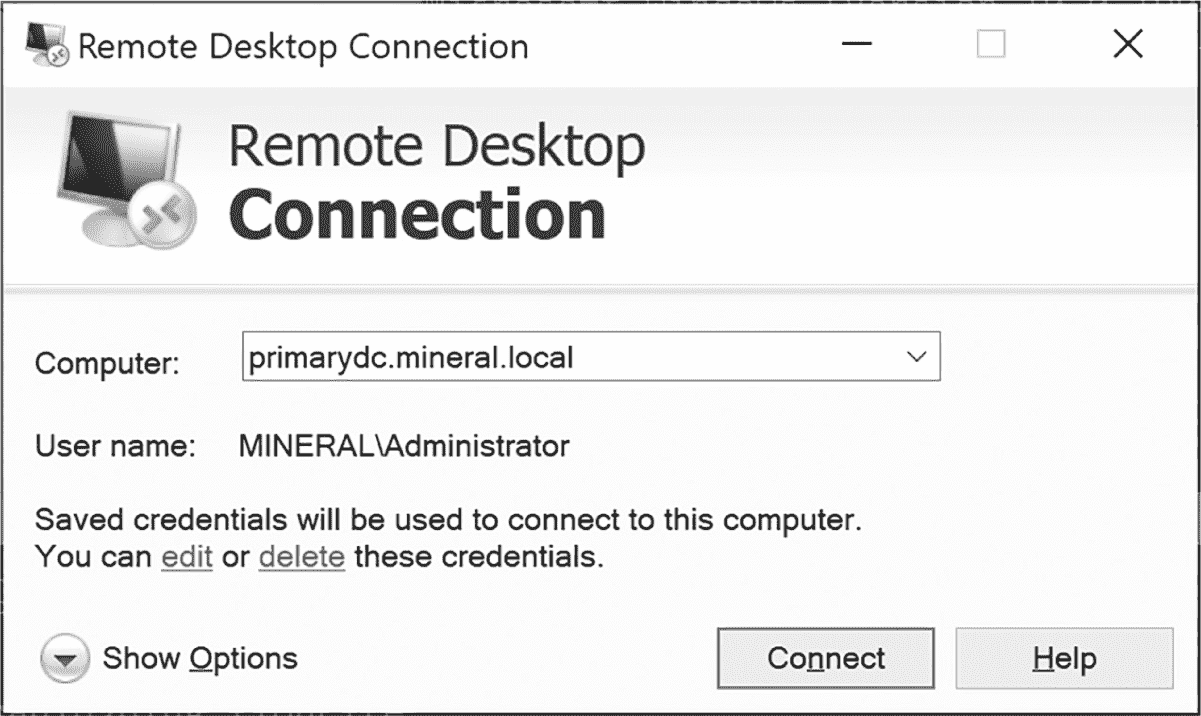 Remote Desktop Connection
Remote Desktop
Connection
Computer: primarydc.mineral.local
User name: MINERAL\Administrator
Saved credentials will be used to connect to this computer.
You can edit or delete these credentials.
Show Options Connect Help